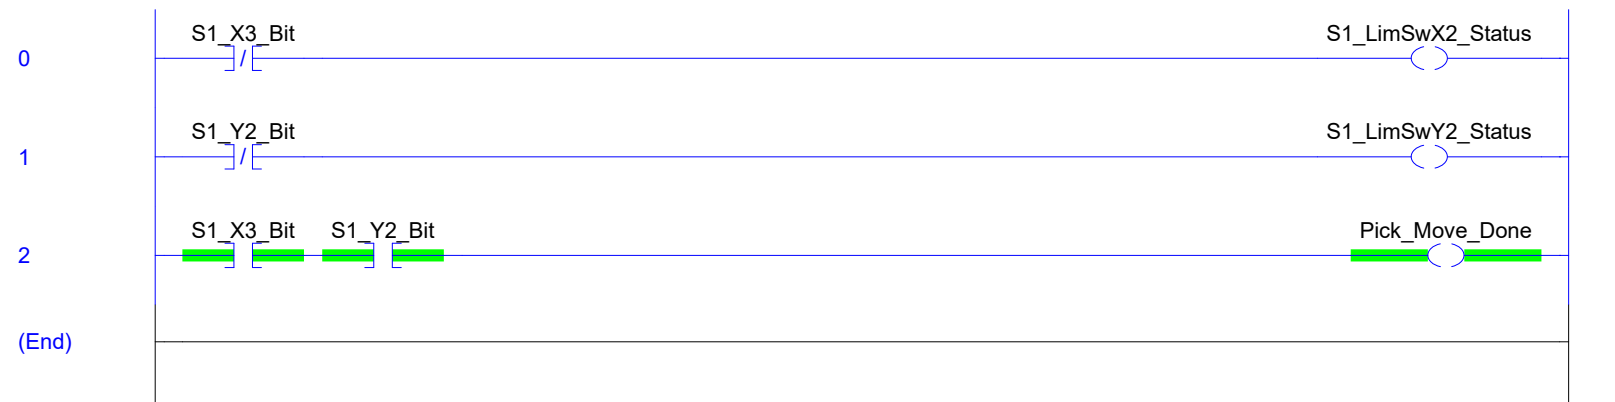 S1_X3_Bit S1_LimSwX2_Status
0
S1_Y2_Bit S1_LimSwY2_Status
1
S1_X3_Bit S1_Y2_Bit Pick_Move_Done
2
(End)